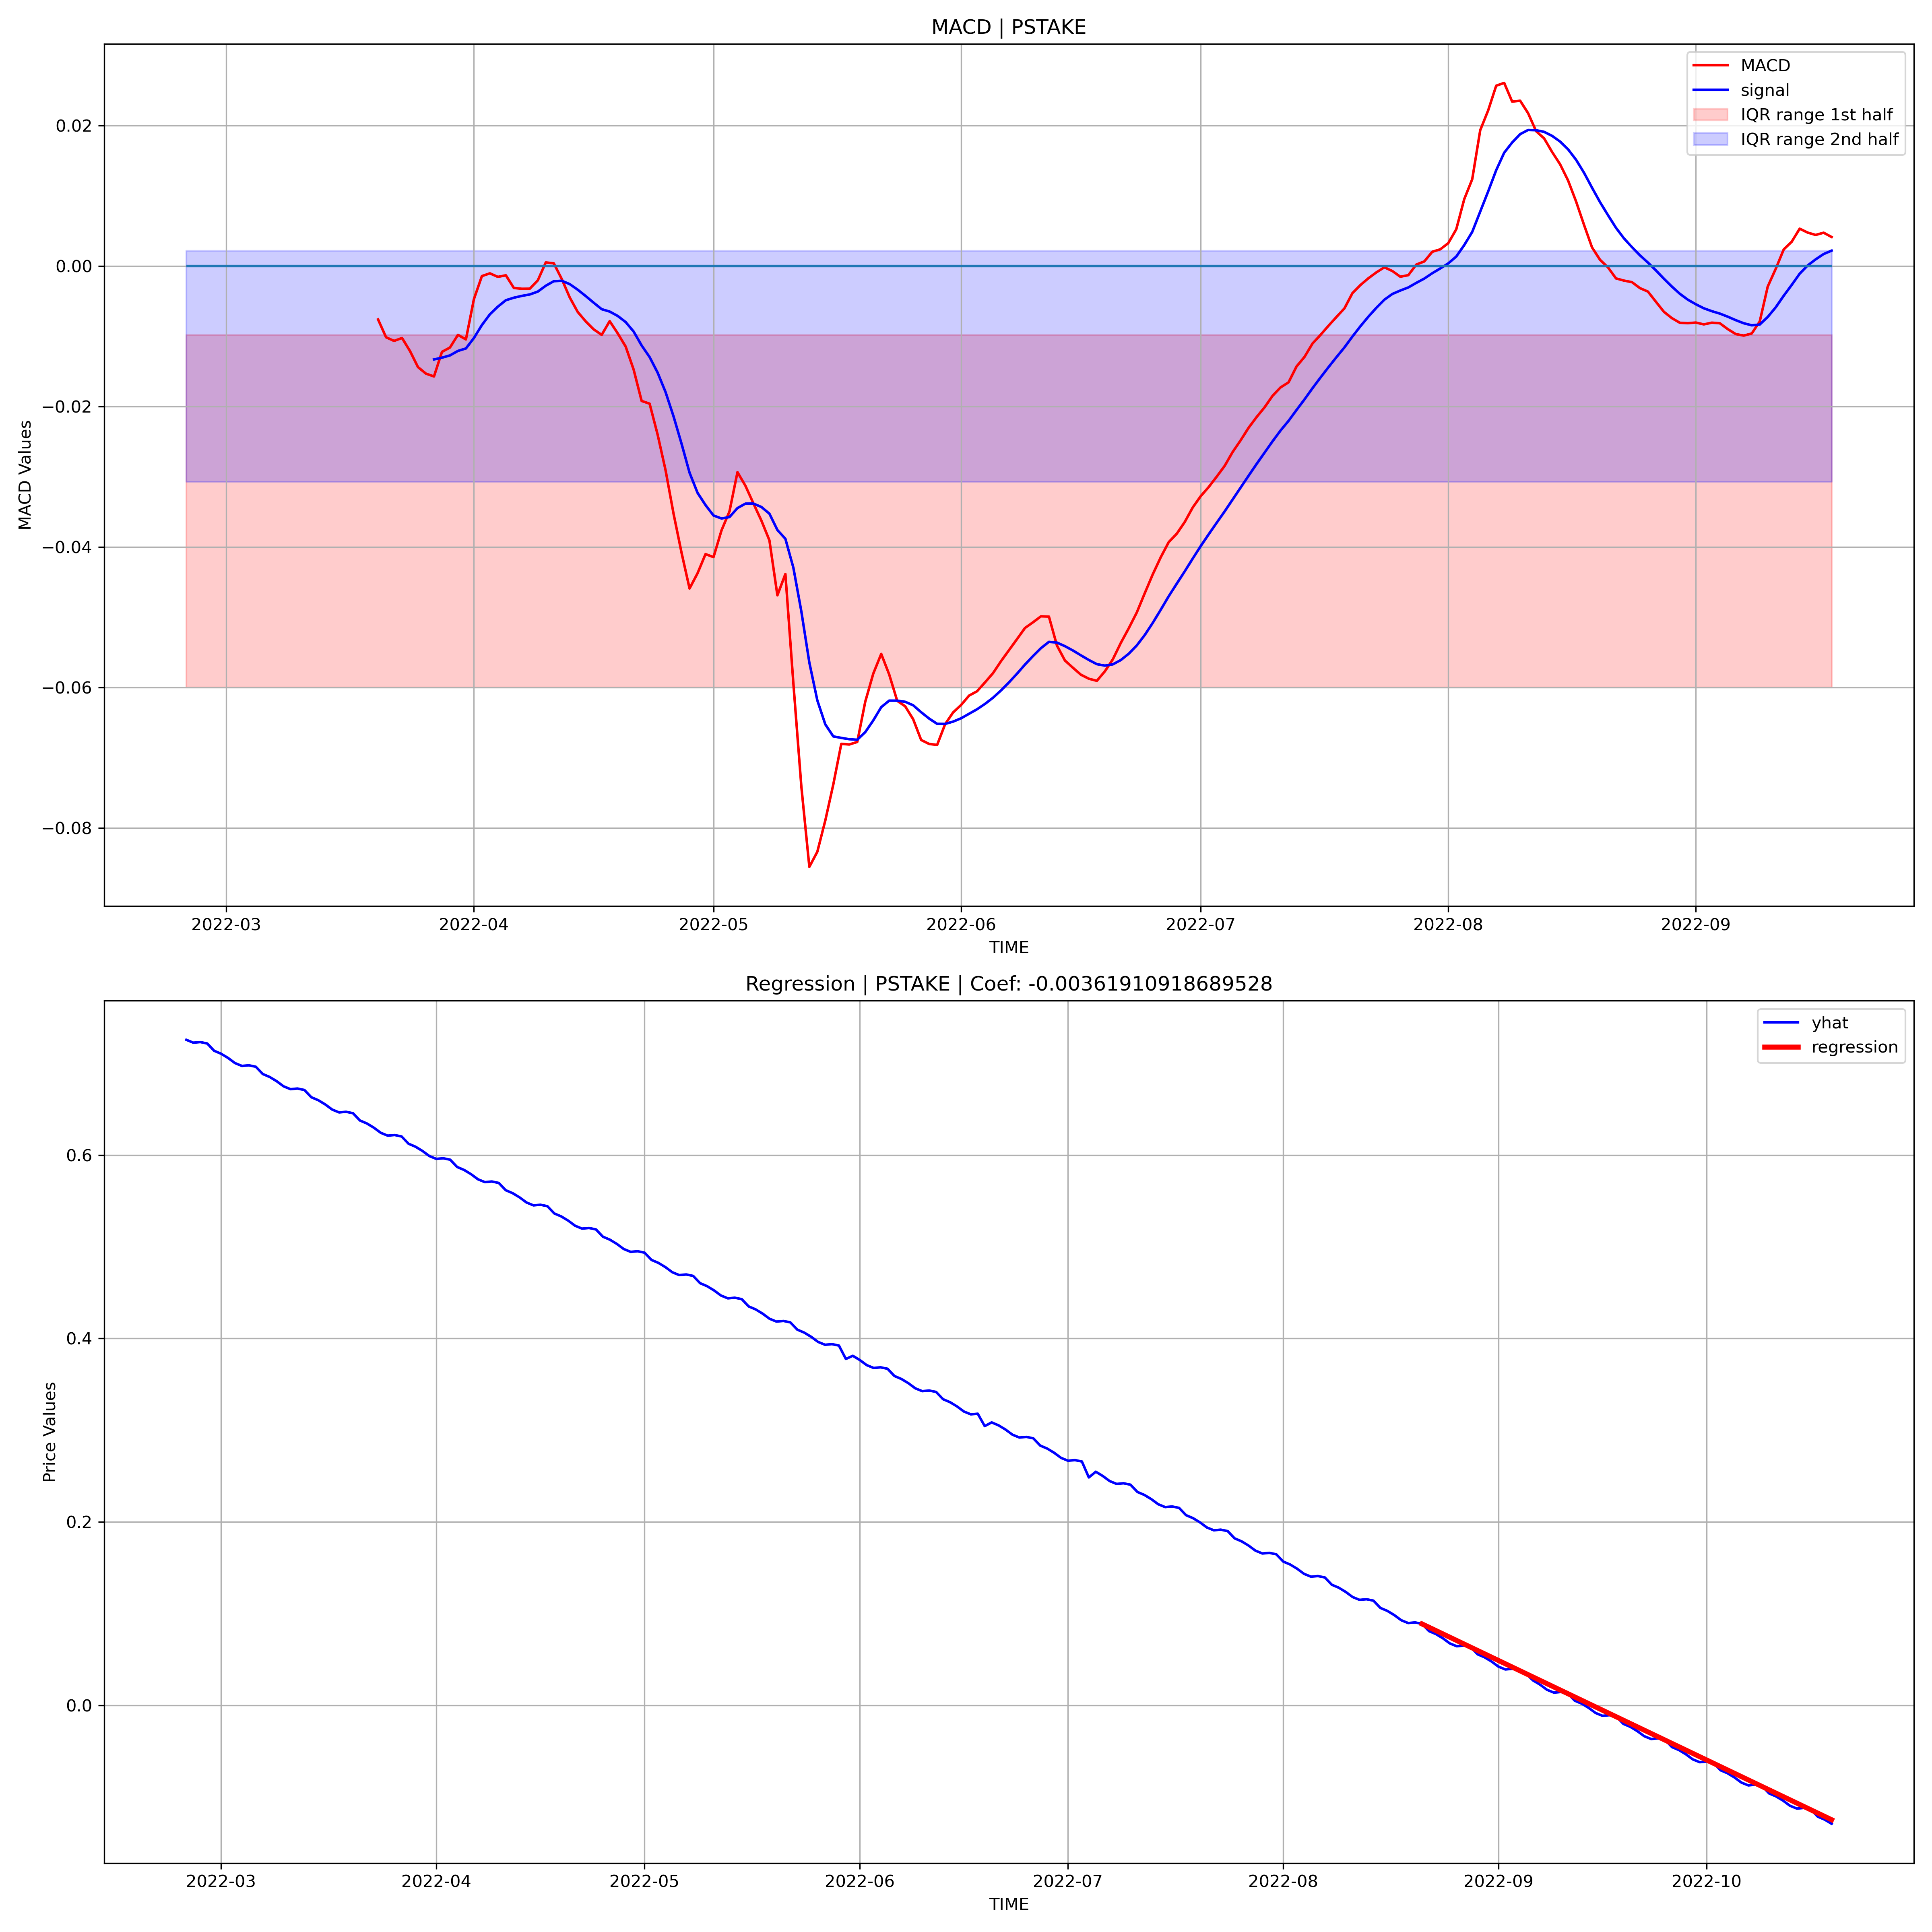 MACD | PSTAKE
MACD
signal
IQR range 1st half
IQR range 2nd half
0.02
0.00
−0.02
−0.04
−0.06
−0.08
MACD Values
2022-03 2022-04 2022-05 2022-06 2022-07 2022-08 2022-09
TIME
Regression | PSTAKE | Coef: -0.00361910918689528
yhat
regression
0.6
0.4
0.2
0.0
Price Values
2022-03 2022-04 2022-05 2022-06 2022-07 2022-08 2022-09 2022-10
TIME